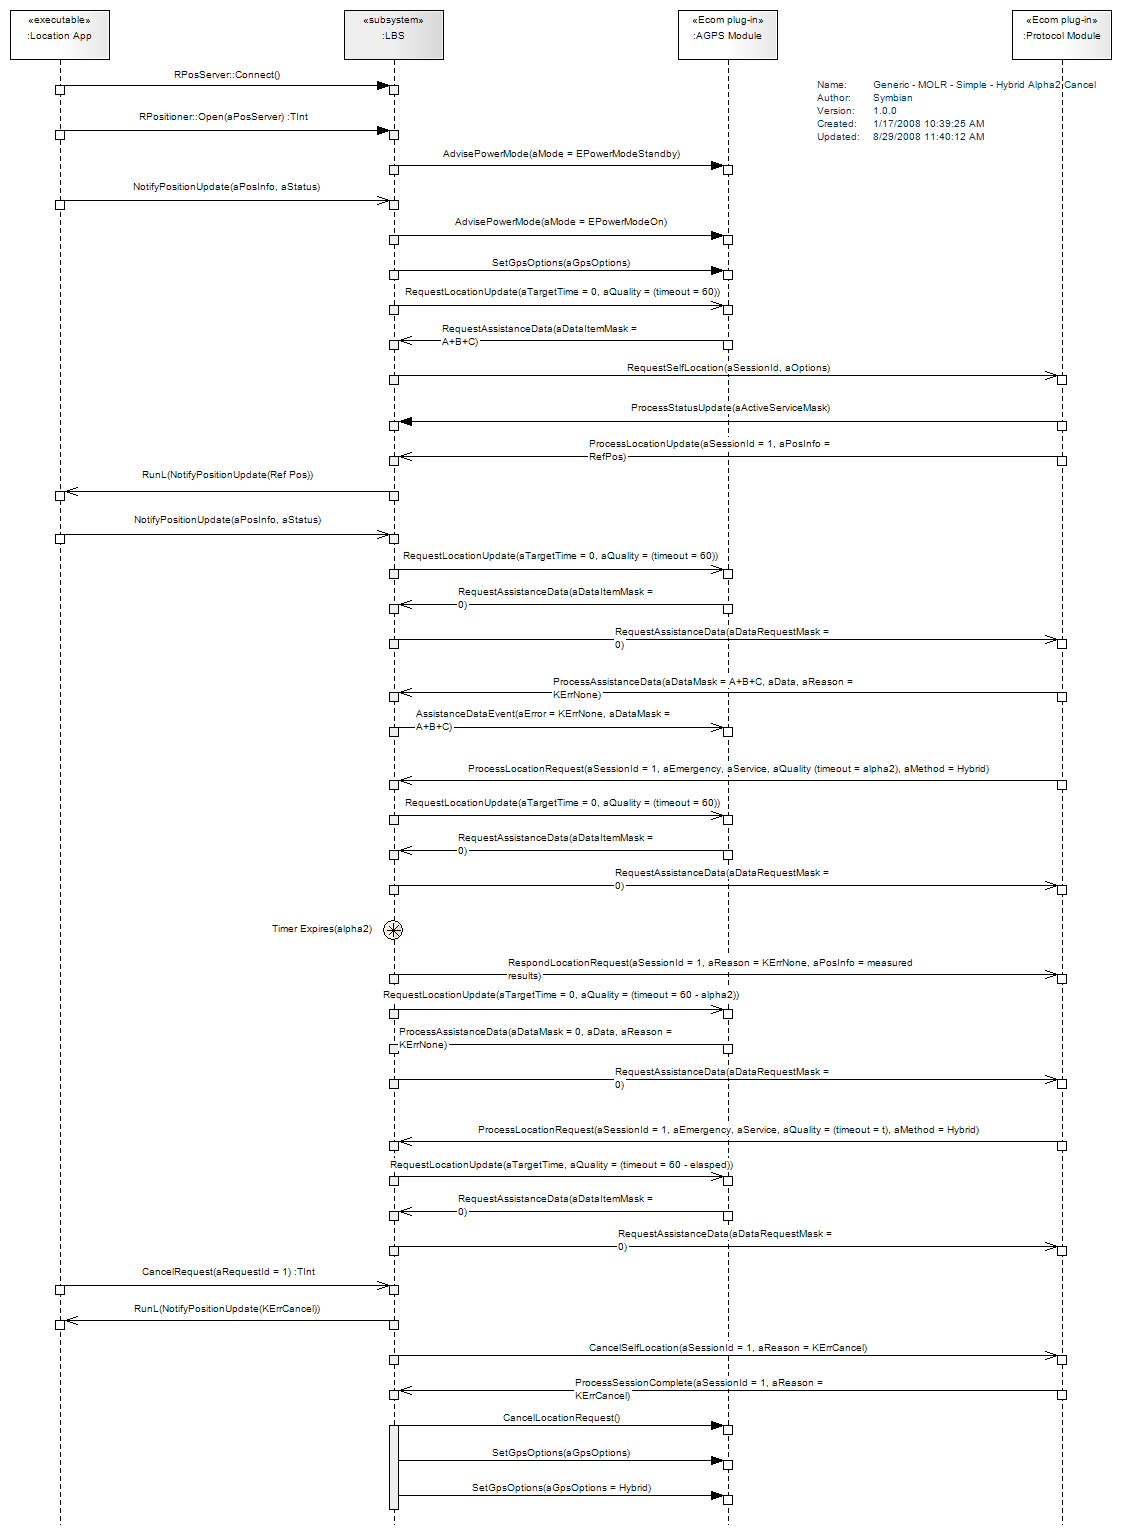 «executable»
:Location App
«subsystem»
:LBS
«Ecom plug-in»
:AGPS Module
«Ecom plug-in»
:Protocol Module
Name: Generic - MOLR - Simple - Hybrid Alpha2 Cancel
Author: Symbian
Version: 1.0.0
Created: 1/17/2008 10:39:25 AM
Updated: 8/29/2008 11:40:12 AM
RPosServer::Connect()
RPositioner::Open(aPosServer) :TInt
AdvisePowerMode(aMode = EPowerModeStandby)
NotifyPositionUpdate(aPosInfo, aStatus)
AdvisePowerMode(aMode = EPowerModeOn)
SetGpsOptions(aGpsOptions)
RequestLocationUpdate(aTargetTime = 0, aQuality = (timeout = 60))
RequestAssistanceData(aDataItemMask =
A+B+C)
RequestSelfLocation(aSessionId, aOptions)
ProcessStatusUpdate(aActiveServiceMask)
ProcessLocationUpdate(aSessionId = 1, aPosInfo =
RefPos)
RunL(NotifyPositionUpdate(Ref Pos))
NotifyPositionUpdate(aPosInfo, aStatus)
RequestLocationUpdate(aTargetTime = 0, aQuality = (timeout = 60))
RequestAssistanceData(aDataItemMask =
0)
RequestAssistanceData(aDataRequestMask =
0)
ProcessAssistanceData(aDataMask = A+B+C, aData, aReason =
KErrNone)
AssistanceDataEvent(aError = KErrNone, aDataMask =
A+B+C)
ProcessLocationRequest(aSessionId = 1, aEmergency, aService, aQuality (timeout = alpha2), aMethod = Hybrid)
RequestLocationUpdate(aTargetTime = 0, aQuality = (timeout = 60))
RequestAssistanceData(aDataItemMask =
0)
RequestAssistanceData(aDataRequestMask =
0)
Timer Expires(alpha2)
RespondLocationRequest(aSessionId = 1, aReason = KErrNone, aPosInfo = measured
results)
RequestLocationUpdate(aTargetTime = 0, aQuality = (timeout = 60 - alpha2))
ProcessAssistanceData(aDataMask = 0, aData, aReason =
KErrNone)
RequestAssistanceData(aDataRequestMask =
0)
ProcessLocationRequest(aSessionId = 1, aEmergency, aService, aQuality = (timeout = t), aMethod = Hybrid)
RequestLocationUpdate(aTargetTime, aQuality = (timeout = 60 - elasped))
RequestAssistanceData(aDataItemMask =
0)
RequestAssistanceData(aDataRequestMask =
0)
CancelRequest(aRequestId = 1) :TInt
RunL(NotifyPositionUpdate(KErrCancel))
CancelSelfLocation(aSessionId = 1, aReason = KErrCancel)
ProcessSessionComplete(aSessionId = 1, aReason =
KErrCancel)
CancelLocationRequest()
SetGpsOptions(aGpsOptions)
SetGpsOptions(aGpsOptions = Hybrid)